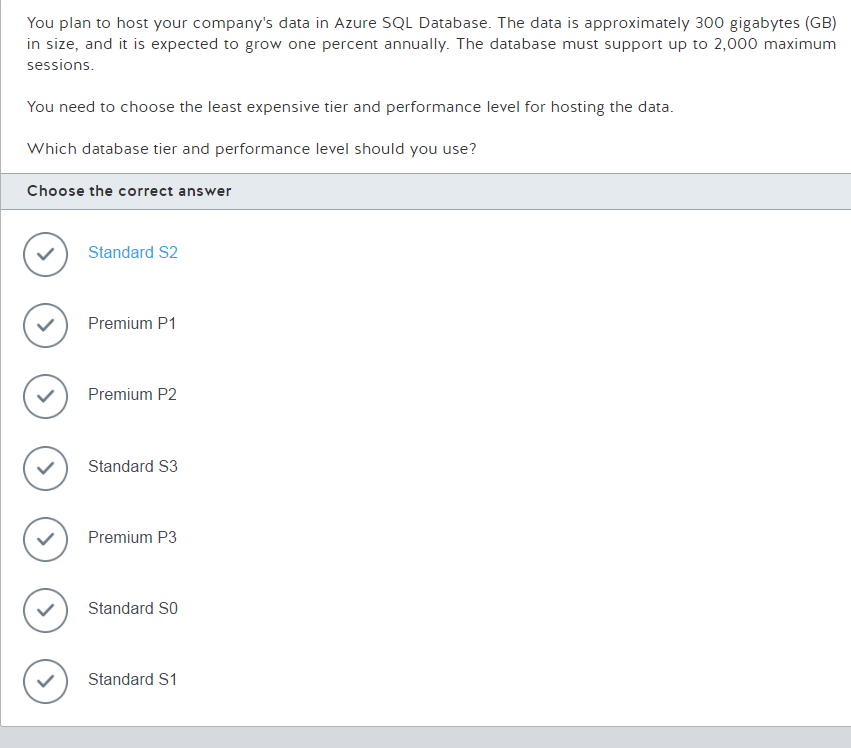 You plan to host your company's data in Azure SQL Database. The data is approximately 300 gigabytes (GB)
in size, and it is expected to grow one percent annually. The database must support up to 2,000 maximum
sessions.
You need to choose the least expensive tier and performance level for hosting the data.
Which database tier and performance level should you use?
Choose the correct answer
Standard S2
Premium P1
Premium P2
Standard S3
Premium P3
Standard S0
Standard S1